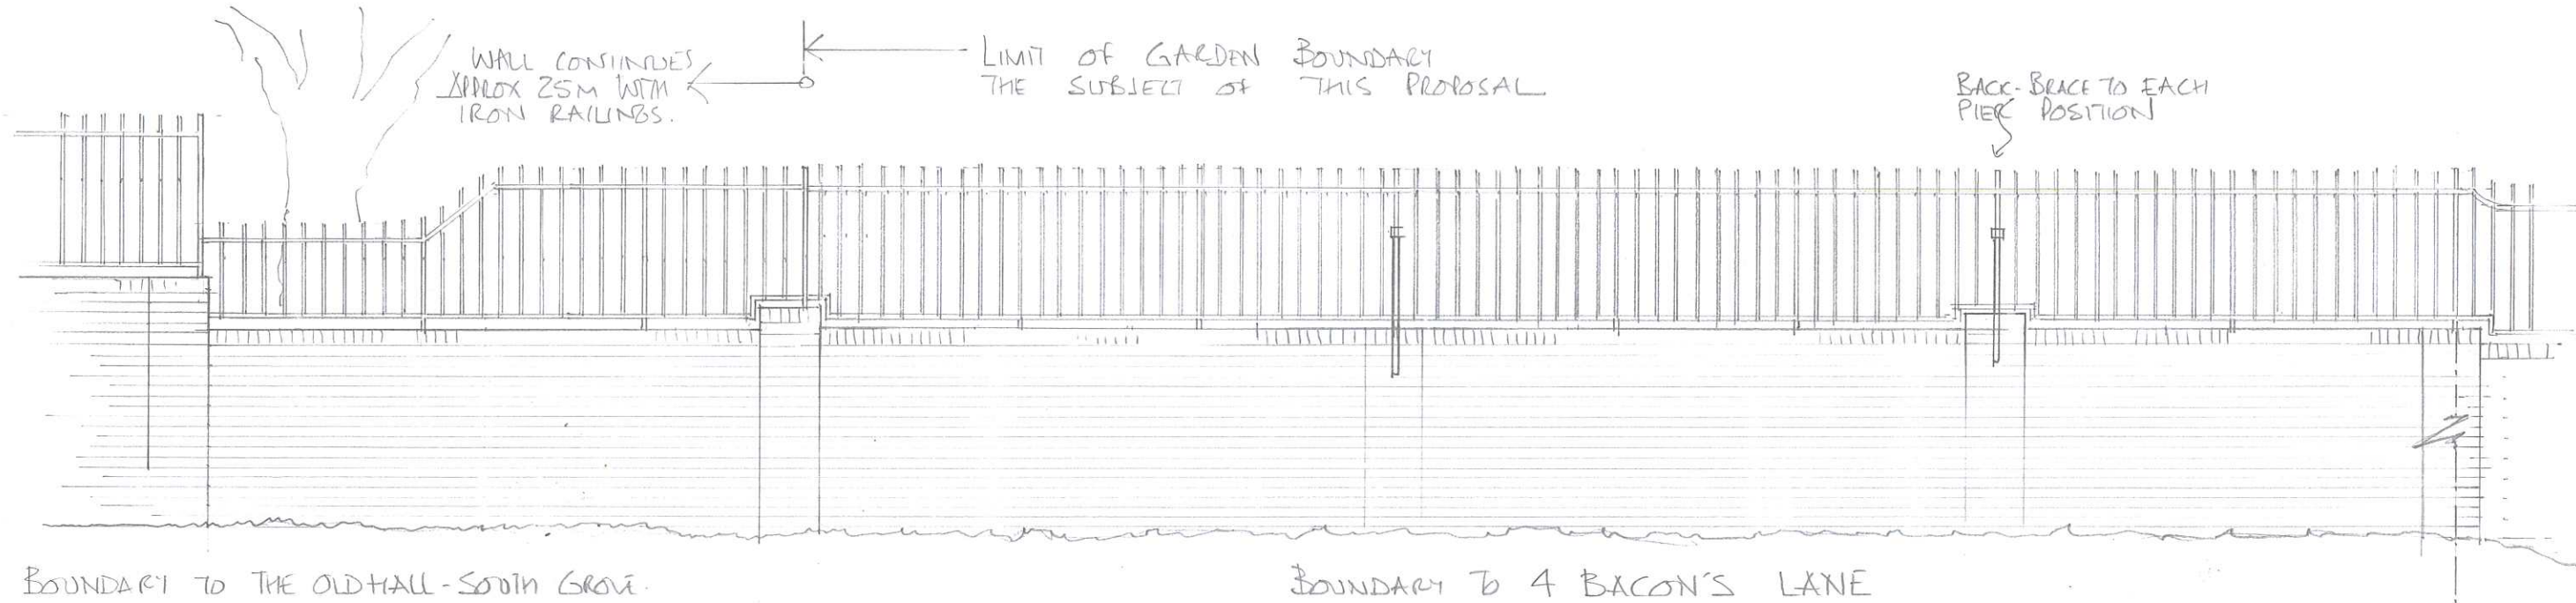 WALL CONTINUES
APPROX 25M WITH
IRON RAILINGS.
LIMIT OF GARDEN BOUNDARY
THE SUBJECT OF THIS PROPOSAL
BACK-BRACE TO EACH
PIER POSITION
BOUNDARY TO THE OLD HALL - SOUTH GROVE.
BOUNDARY TO 4 BACON'S LANE